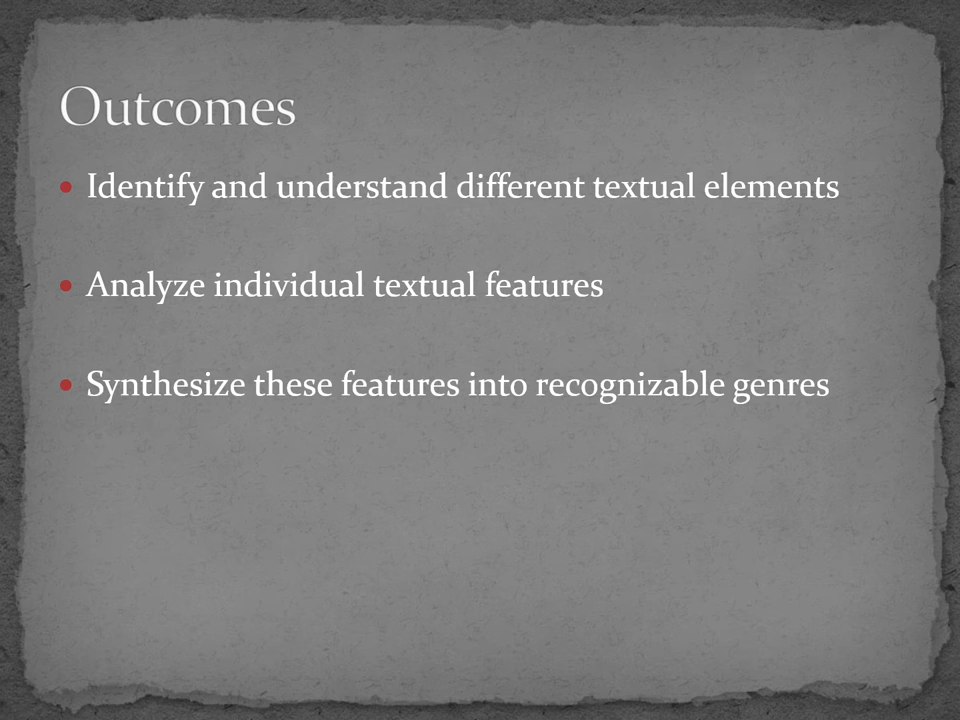 Outcomes
• Identify and understand different textual elements
• Analyze individual textual features
• Synthesize these features into recognizable genres